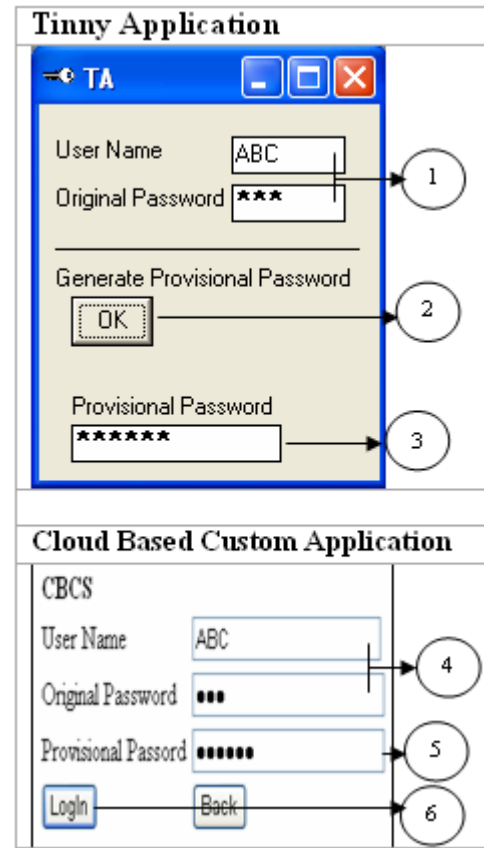 Tinny Application
TA
User Name ABC
1
Original Password ***
Generate Provisional Password
OK
2
Provisional Password
******
3
Cloud Based Custom Application
CBCS
User Name ABC
4
Original Password •••
Provisional Passord ••••••
5
LogIn Back
6